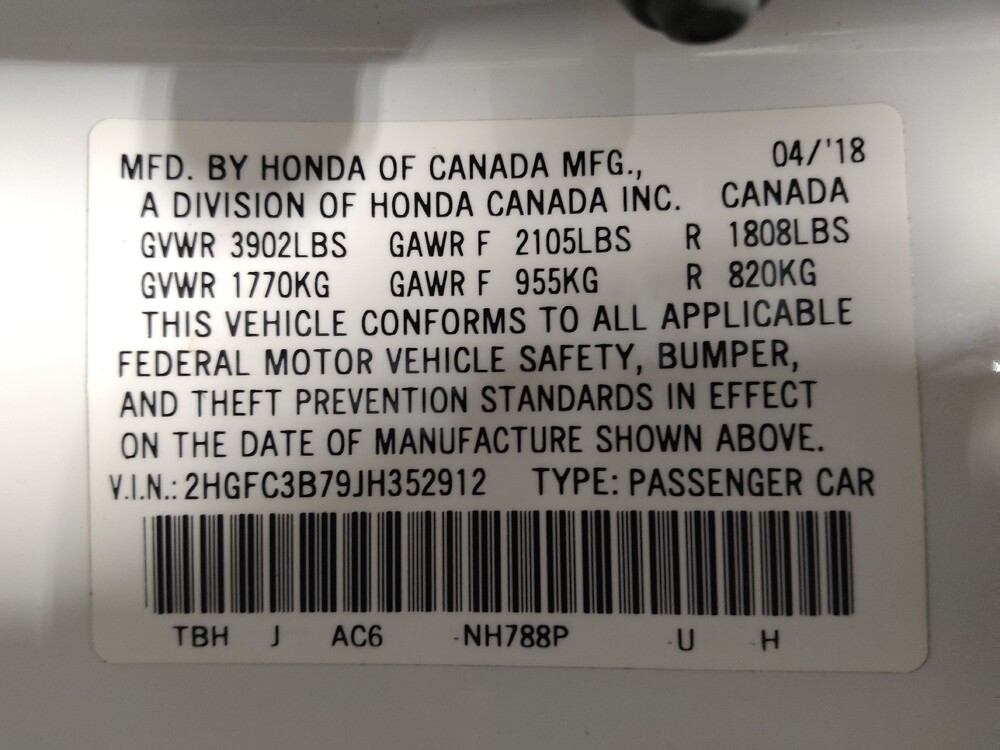 MFD. BY HONDA OF CANADA MFG., 04/'18
A DIVISION OF HONDA CANADA INC. CANADA
GVWR 3902LBS GAWR F 2105LBS R 1808LBS
GVWR 1770KG GAWR F 955KG R 820KG
THIS VEHICLE CONFORMS TO ALL APPLICABLE
FEDERAL MOTOR VEHICLE SAFETY, BUMPER,
AND THEFT PREVENTION STANDARDS IN EFFECT
ON THE DATE OF MANUFACTURE SHOWN ABOVE.
V.I.N.: 2HGFC3B79JH352912 TYPE: PASSENGER CAR
TBH J AC6 -NH788P -U -H